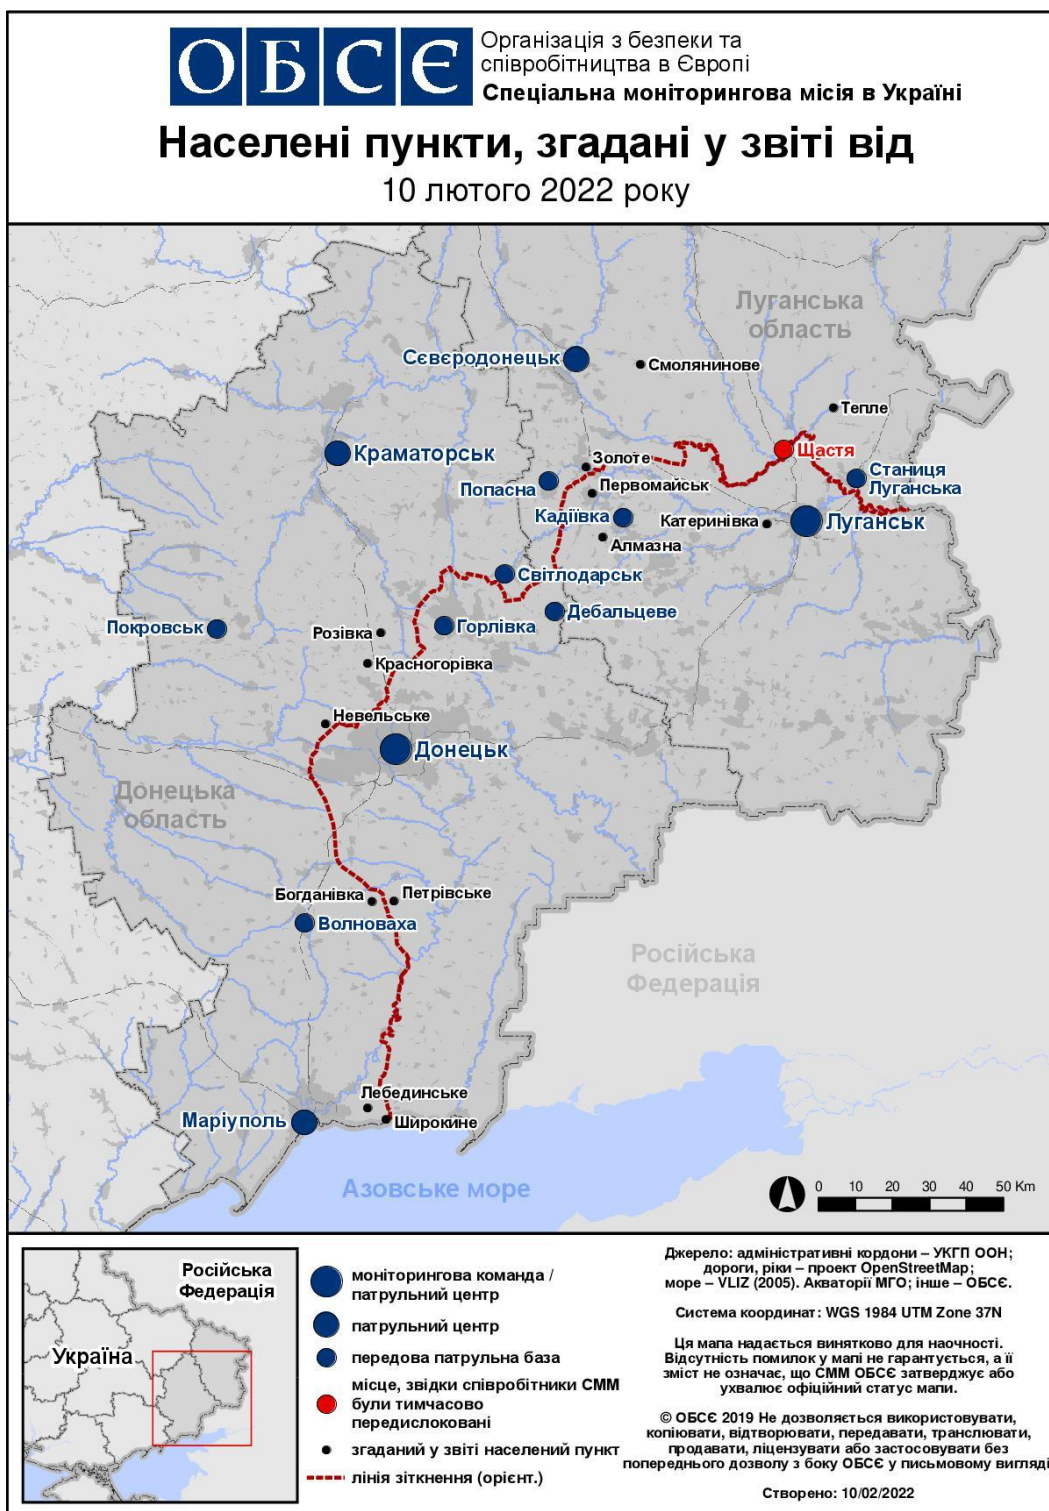 ОБСЄ
Організація з безпеки та
співробітництва в Європі
Спеціальна моніторингова місія в Україні
Населені пункти, згадані у звіті від
10 лютого 2022 року
Луганська
область
Сєвєродонецьк
Смолянинове
Тепле
Щастя
Краматорськ
Золоте
Станиця
Луганська
Попасна
Первомайськ
Кадіївка
Катеринівка
Луганськ
Алмазна
Світлодарськ
Дебальцеве
Покровськ
Розівка
Горлівка
Красногорівка
Невельське
Донецьк
Донецька
область
Богданівка
Петрівське
Волноваха
Російська
Федерація
Лебединське
Маріуполь
Широкине
Азовське море
0 10 20 30 40 50 Км
Російська
Федерація
Україна
моніторингова команда /
патрульний центр
патрульний центр
передова патрульна база
місце, звідки співробітники СММ
були тимчасово
передислоковані
згаданий у звіті населений пункт
лінія зіткнення (орієнт.)
Джерело: адміністративні кордони – УКГП ООН;
дороги, ріки – проект OpenStreetMap;
море – VLIZ (2005). Акваторії МГО; інше – ОБСЄ.
Система координат: WGS 1984 UTM Zone 37N
Ця мапа надається винятково для наочності.
Відсутність помилок у мапі не гарантується, а її
зміст не означає, що СММ ОБСЄ затверджує або
ухвалює офіційний статус мапи.
© ОБСЄ 2019 Не дозволяється використовувати,
копіювати, відтворювати, передавати, транслювати,
продавати, ліцензувати або застосовувати без
попереднього дозволу з боку ОБСЄ у письмовому вигляді
Створено: 10/02/2022